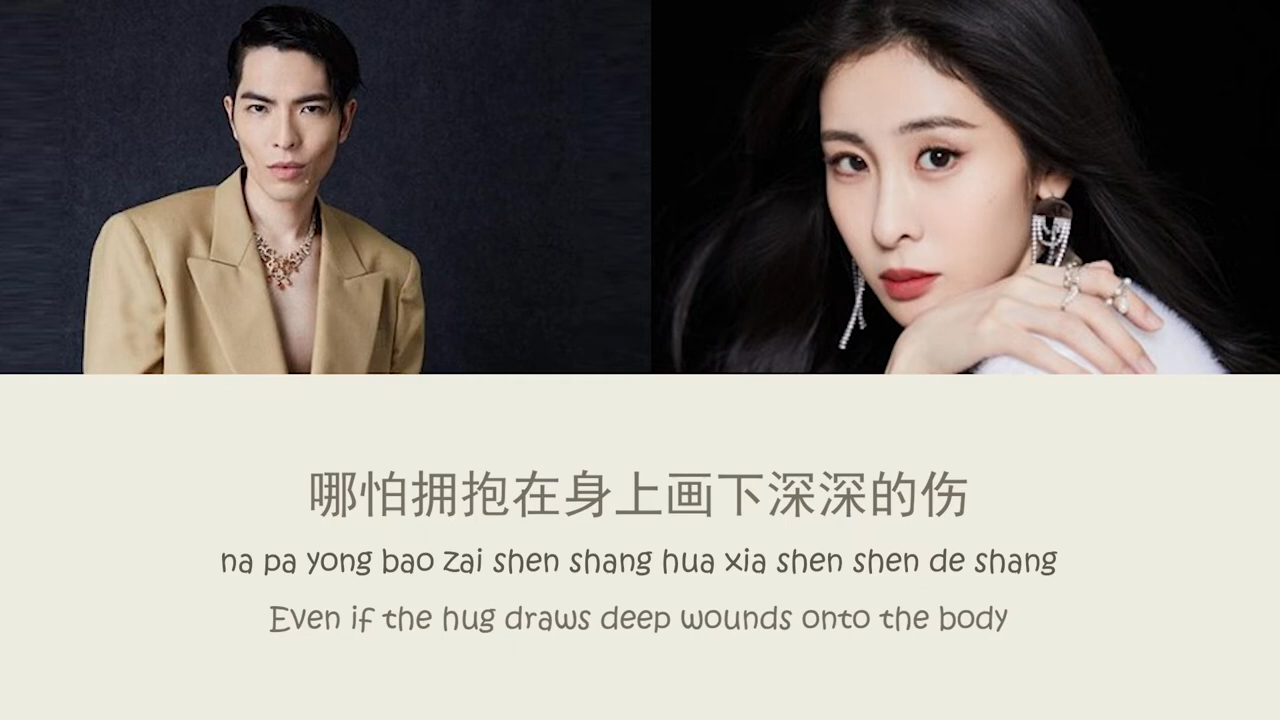 哪怕拥抱在身上画下深深的伤
na pa yong bao zai shen shang hua xia shen shen de shang
Even if the hug draws deep wounds onto the body